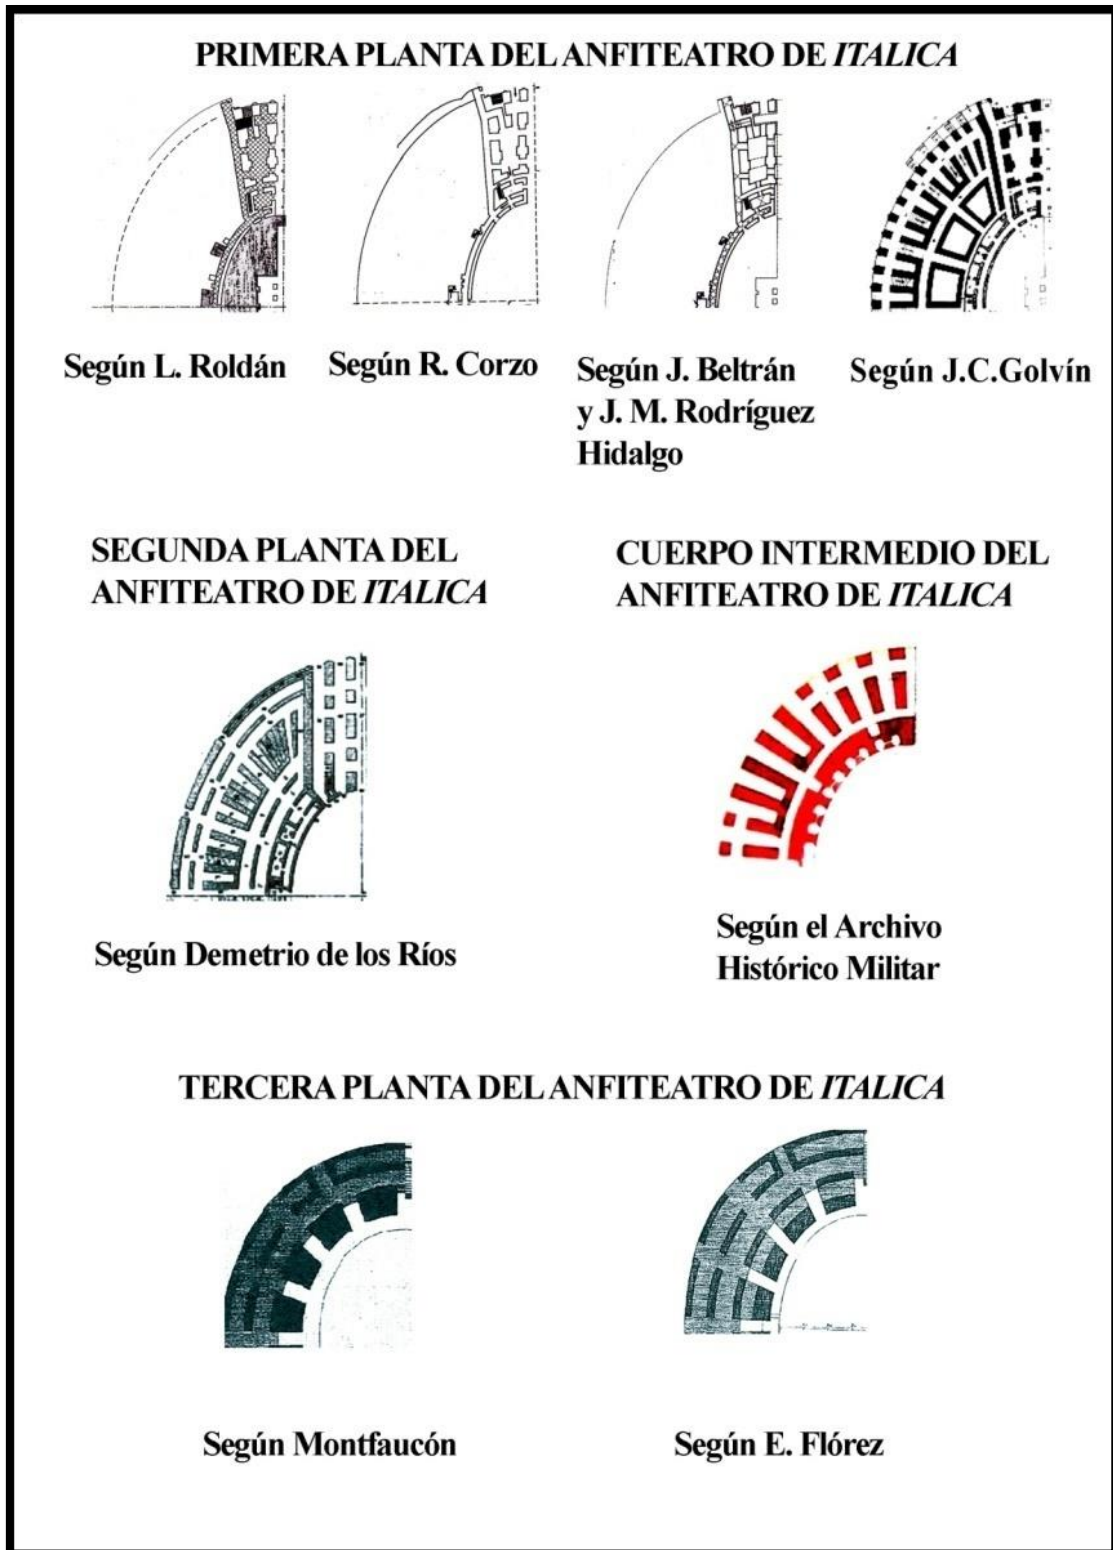 PRIMERA PLANTA DEL ANFITEATRO DE ITALICA
Según L. Roldán
Según R. Corzo
Según J. Beltrán
y J. M. Rodríguez
Hidalgo
Según J.C.Golvín
SEGUNDA PLANTA DEL
ANFITEATRO DE ITALICA
Según Demetrio de los Ríos
CUERPO INTERMEDIO DEL
ANFITEATRO DE ITALICA
Según el Archivo
Histórico Militar
TERCERA PLANTA DEL ANFITEATRO DE ITALICA
Según Montfaucón
Según E. Flórez